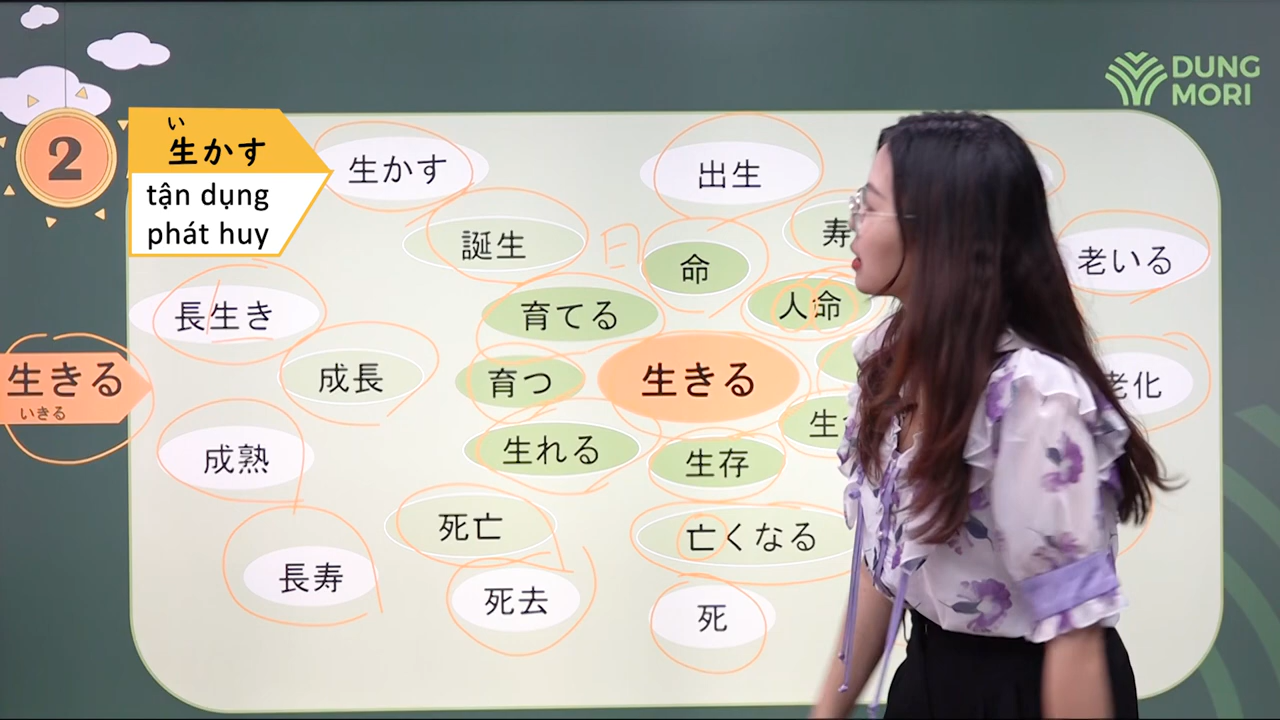 DUNG
MORI
2
い
生かす
tận dụng
phát huy
生かす
出生
誕生
寿
命
老いる
長生き
育てる
人命
生きる
いきる
成長
育つ
生きる
老化
成熟
生れる
生存
生
死亡
亡くなる
長寿
死去
死
日